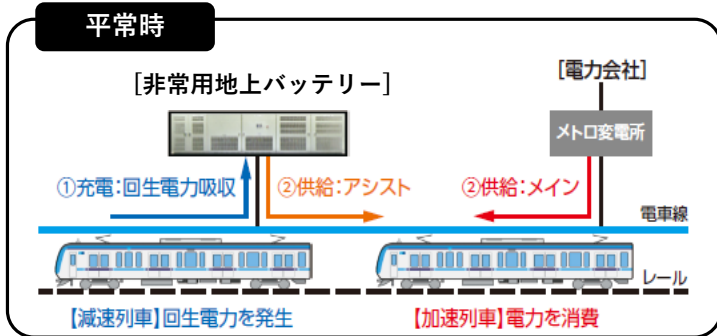 平常時
[非常用地上バッテリー]
[電力会社]
メトロ変電所
①充電:回生電力吸収
②供給:アシスト
②供給:メイン
電車線
レール
【減速列車】回生電力を発生
【加速列車】電力を消費